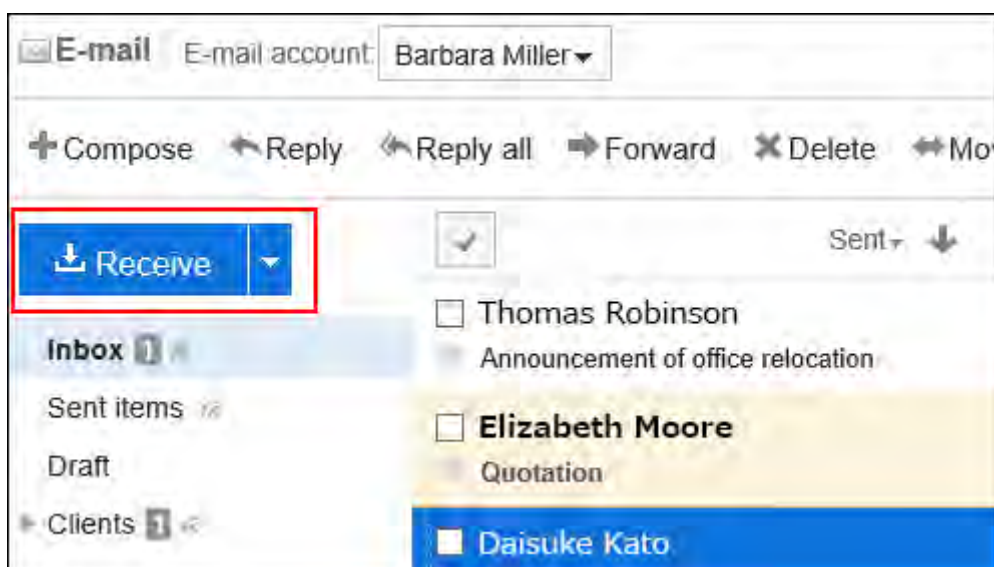 E-mail E-mail account: Barbara Miller
Compose Reply Reply all Forward Delete Mov
Receive
Sent
Inbox 1
Thomas Robinson
Announcement of office relocation
Sent items
Elizabeth Moore
Quotation
Draft
Clients 1
Daisuke Kato